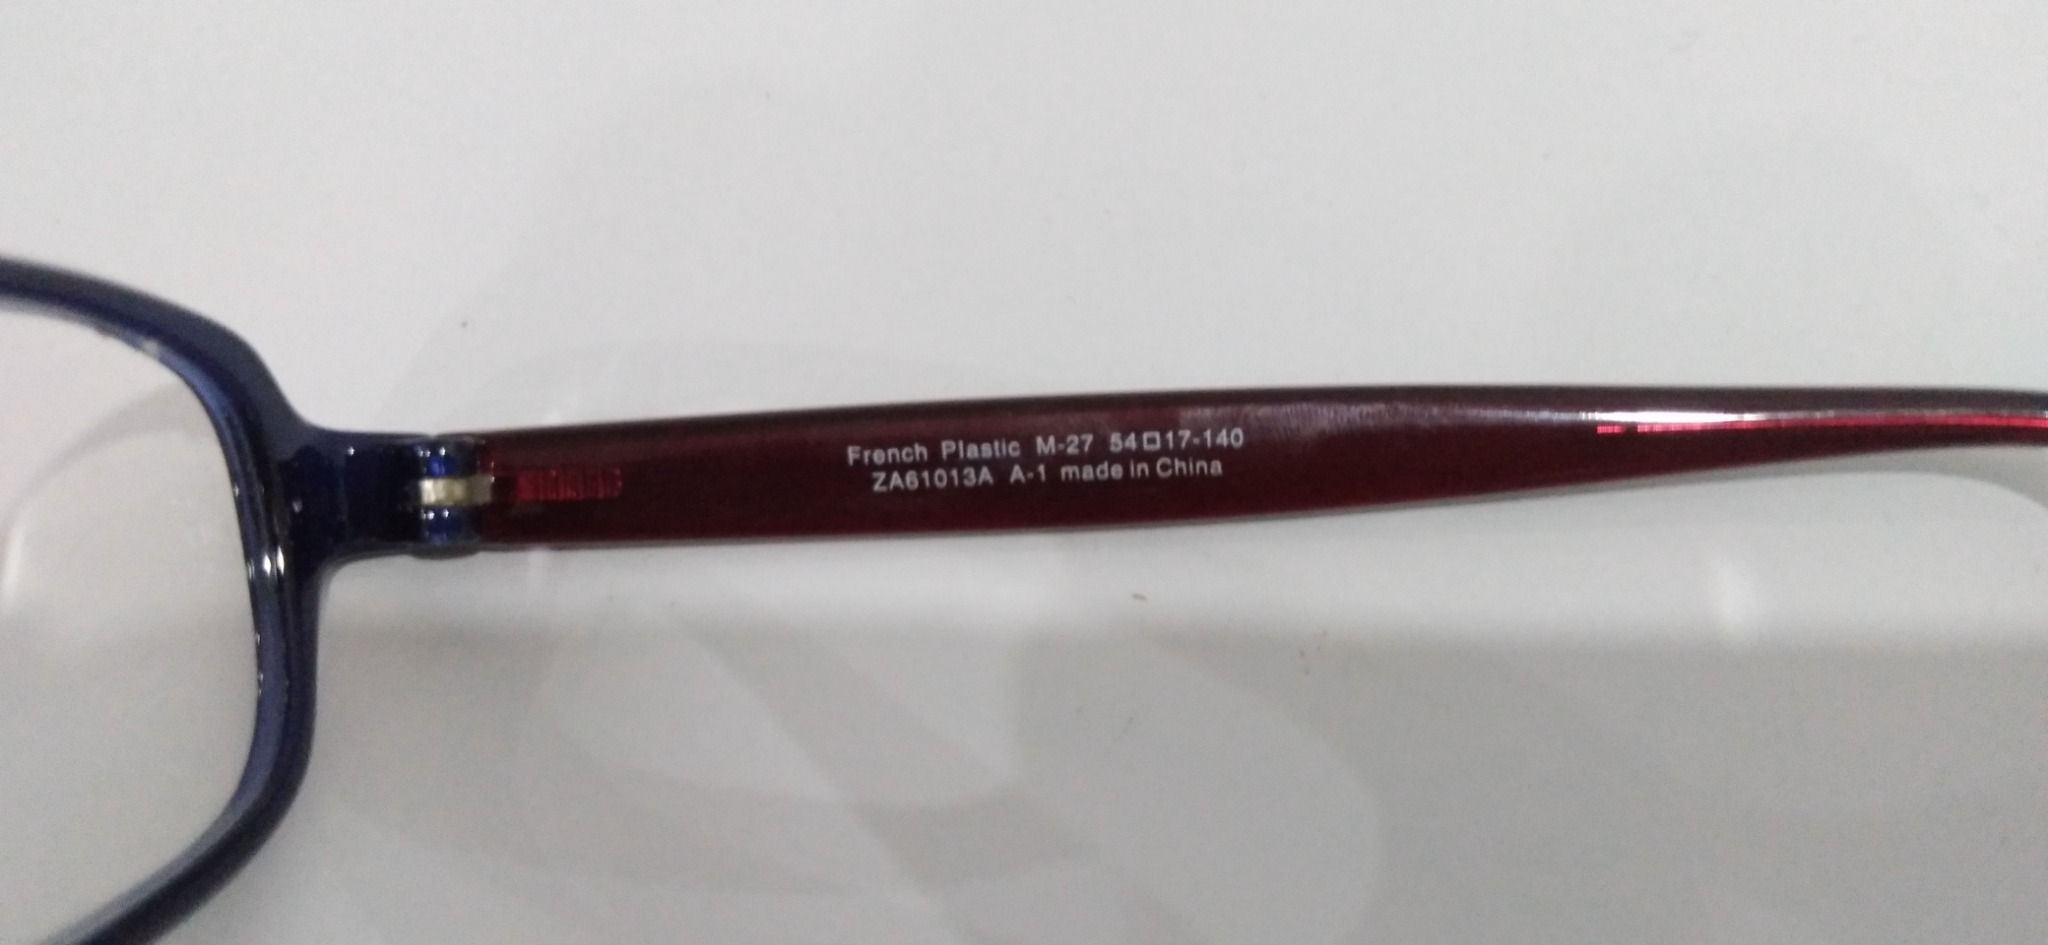 French Plastic M-27 54□17-140
ZA61013A A-1 made in China